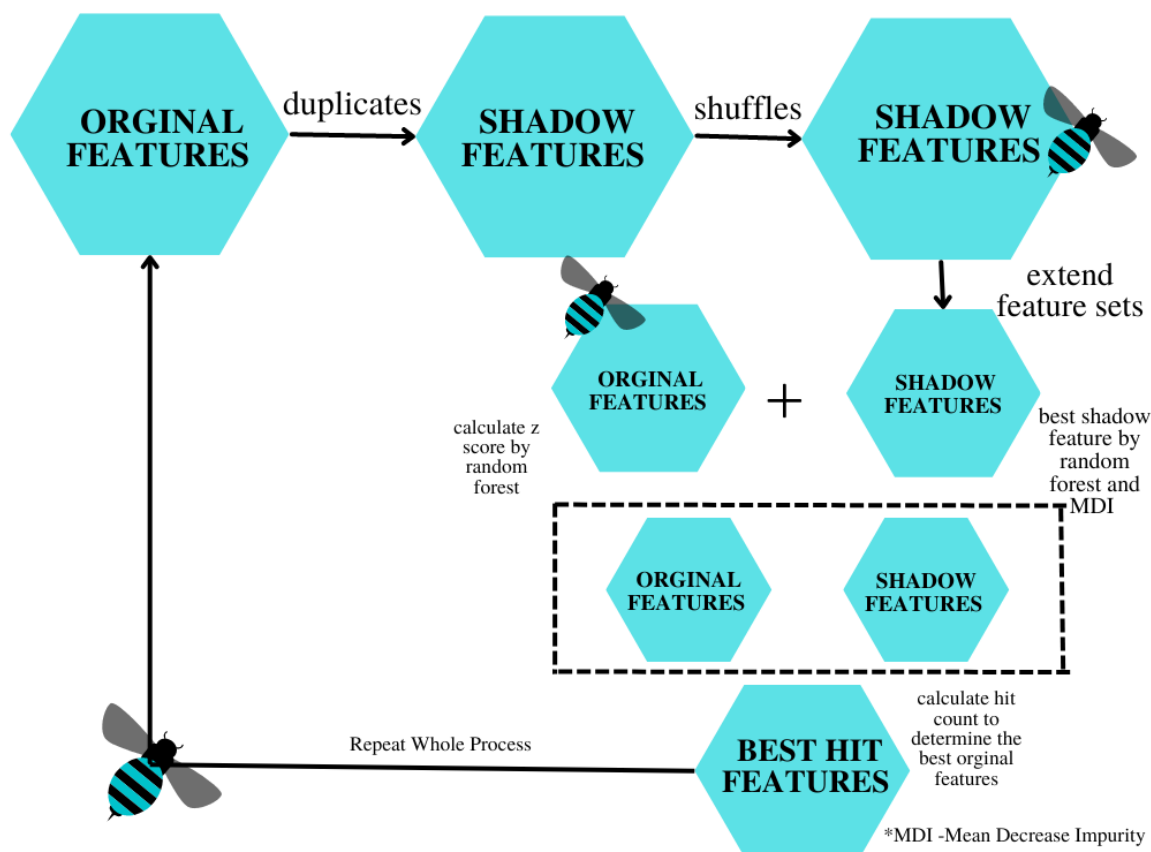 ORGINAL
FEATURES
duplicates
SHADOW
FEATURES
shuffles
SHADOW
FEATURES
extend
feature sets
ORGINAL
FEATURES
+
SHADOW
FEATURES
calculate z
score by
random
forest
best shadow
feature by
random
forest and
MDI
ORGINAL
FEATURES
SHADOW
FEATURES
calculate hit
count to
determine the
best orginal
features
BEST HIT
FEATURES
Repeat Whole Process
*MDI -Mean Decrease Impurity